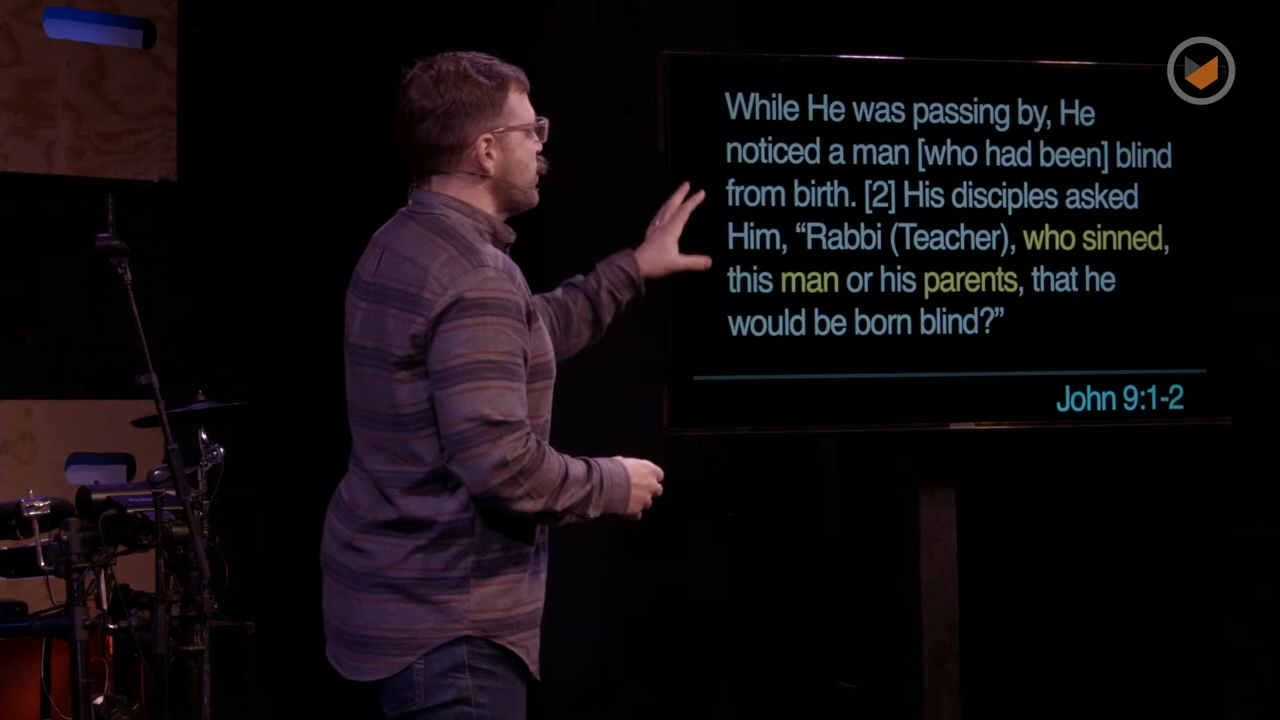 While He was passing by, He
noticed a man [who had been] blind
from birth. [2] His disciples asked
Him, “Rabbi (Teacher), who sinned,
this man or his parents, that he
would be born blind?”
John 9:1-2